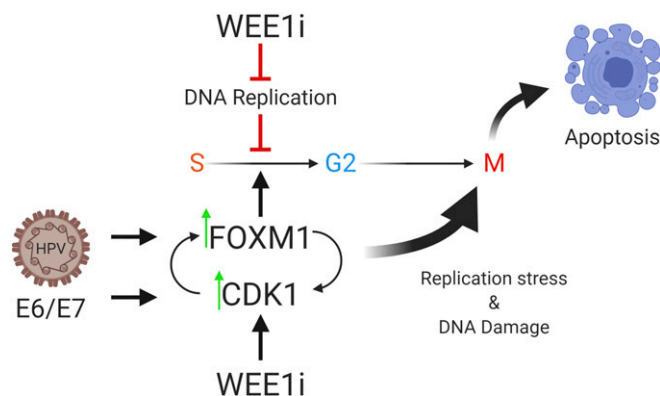 WEE1i
DNA Replication
S G2 M
Apoptosis
HPV
E6/E7
FOXM1
CDK1
Replication stress
&
DNA Damage
WEE1i